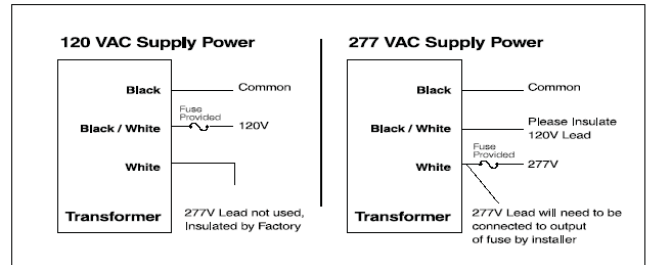 120 VAC Supply Power
Black
Common
Fuse
Provided
Black / White
120V
White
Transformer
277V Lead not used,
Insulated by Factory
277 VAC Supply Power
Black
Common
Black / White
Please Insulate
120V Lead
Fuse
Provided
White
277V
Transformer
277V Lead will need to be
connected to output
of fuse by installer